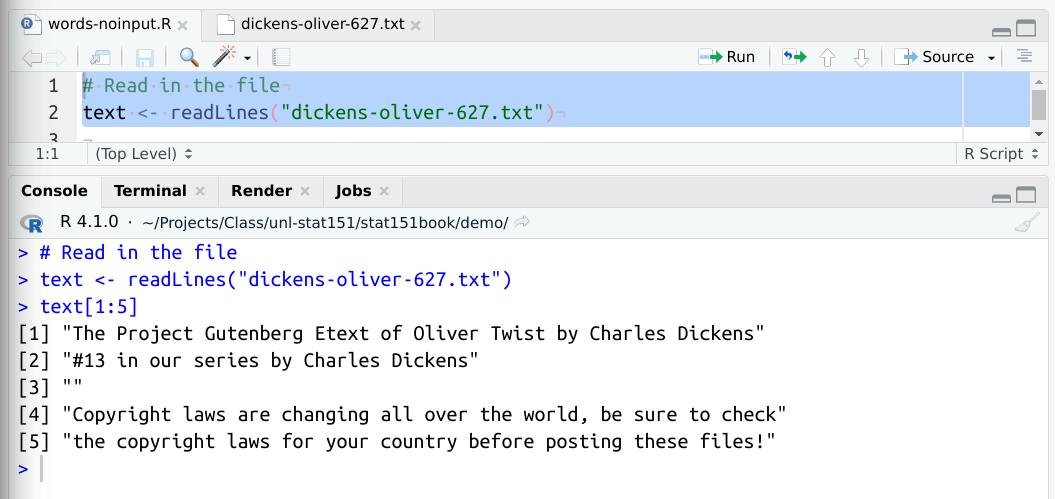 words-noinput.R dickens-oliver-627.txt
Run Source
1 # Read in the file
2 text <- readLines("dickens-oliver-627.txt")
3
1:1 (Top Level) R Script
Console Terminal Render Jobs
R 4.1.0 · ~/Projects/Class/unl-stat151/stat151book/demo/
> # Read in the file
> text <- readLines("dickens-oliver-627.txt")
> text[1:5]
[1] "The Project Gutenberg Etext of Oliver Twist by Charles Dickens"
[2] "#13 in our series by Charles Dickens"
[3] ""
[4] "Copyright laws are changing all over the world, be sure to check"
[5] "the copyright laws for your country before posting these files!"
>